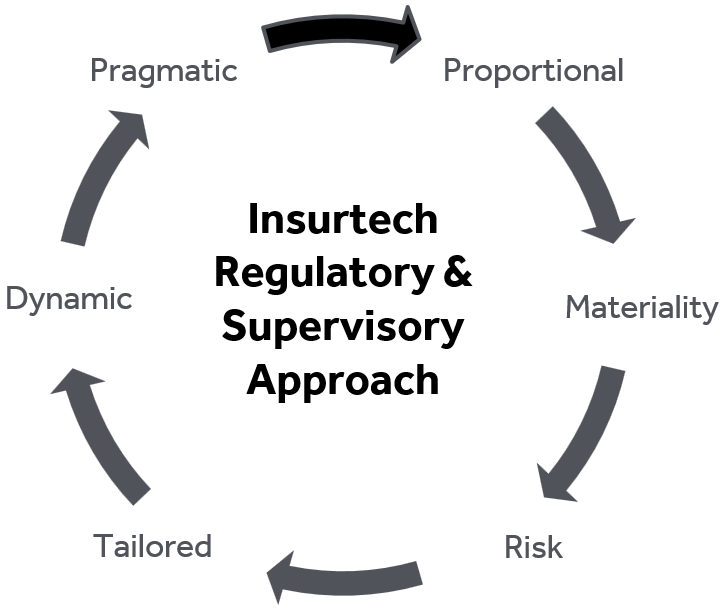 Pragmatic
Proportional
Insurtech
Regulatory &
Supervisory
Approach
Dynamic
Materiality
Tailored
Risk